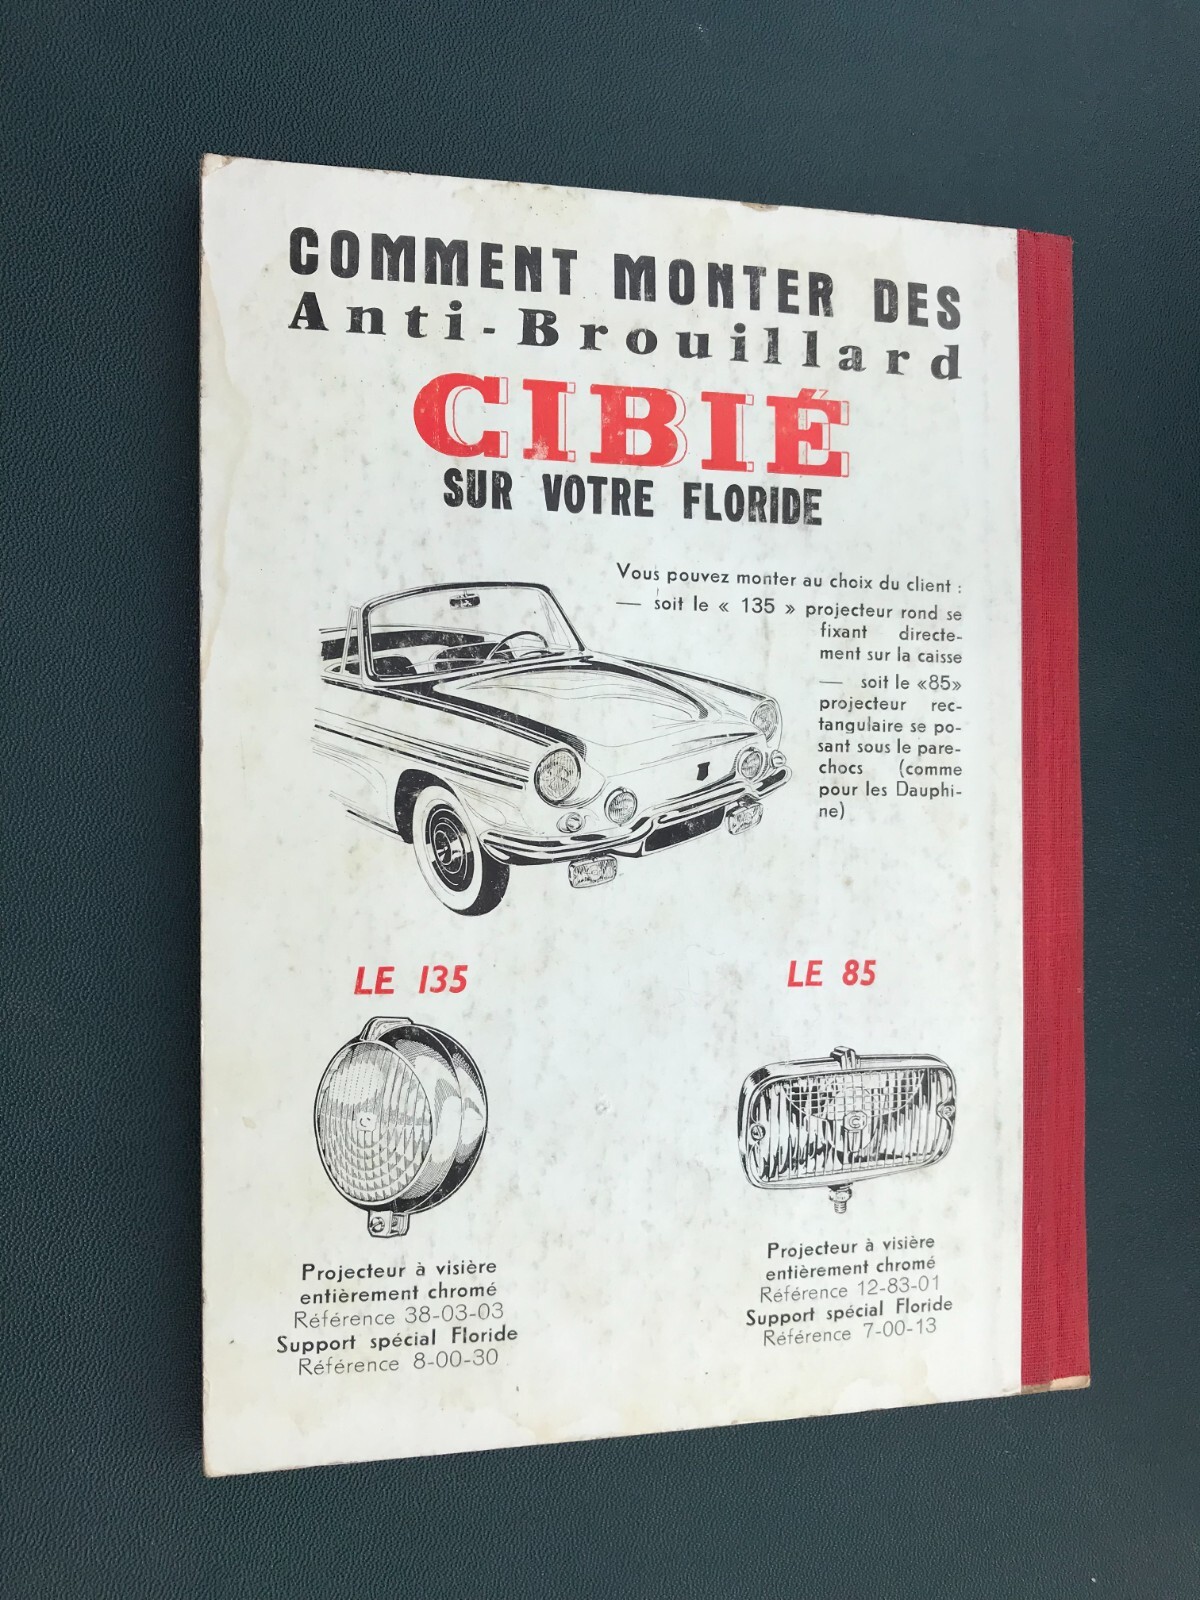 COMMENT MONTER DES
Anti-Brouillard
CIBIÉ
SUR VOTRE FLORIDE
Vous pouvez monter au choix du client :
— soit le « 135 » projecteur rond se
fixant directe-
ment sur la caisse
— soit le «85»
projecteur rec-
tangulaire se po-
sant sous le pare-
chocs (comme
pour les Dauphi-
ne)
LE 135
Projecteur à visière
entièrement chromé
Référence 38-03-03
Support spécial Floride
Référence 8-00-30
LE 85
Projecteur à visière
entièrement chromé
Référence 12-83-01
Support spécial Floride
Référence 7-00-13